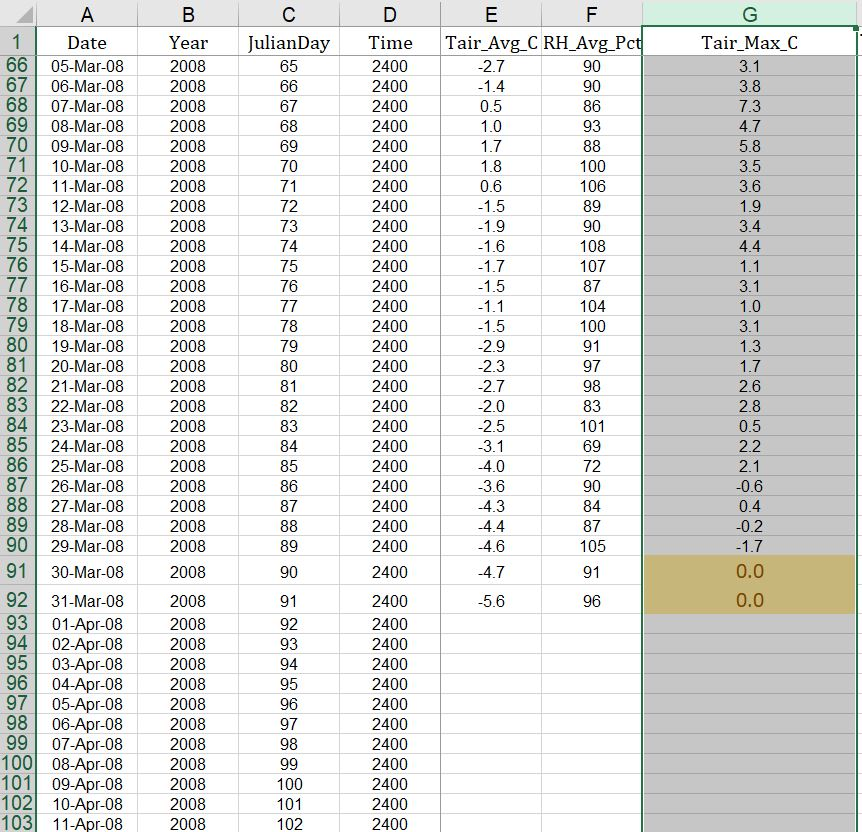 A B C D E F G
1 Date Year JulianDay Time Tair_Avg_C RH_Avg_Pct Tair_Max_C
66 05-Mar-08 2008 65 2400 -2.7 90 3.1
67 06-Mar-08 2008 66 2400 -1.4 90 3.8
68 07-Mar-08 2008 67 2400 0.5 86 7.3
69 08-Mar-08 2008 68 2400 1.0 93 4.7
70 09-Mar-08 2008 69 2400 1.7 88 5.8
71 10-Mar-08 2008 70 2400 1.8 100 3.5
72 11-Mar-08 2008 71 2400 0.6 106 3.6
73 12-Mar-08 2008 72 2400 -1.5 89 1.9
74 13-Mar-08 2008 73 2400 -1.9 90 3.4
75 14-Mar-08 2008 74 2400 -1.6 108 4.4
76 15-Mar-08 2008 75 2400 -1.7 107 1.1
77 16-Mar-08 2008 76 2400 -1.5 87 3.1
78 17-Mar-08 2008 77 2400 -1.1 104 1.0
79 18-Mar-08 2008 78 2400 -1.5 100 3.1
80 19-Mar-08 2008 79 2400 -2.9 91 1.3
81 20-Mar-08 2008 80 2400 -2.3 97 1.7
82 21-Mar-08 2008 81 2400 -2.7 98 2.6
83 22-Mar-08 2008 82 2400 -2.0 83 2.8
84 23-Mar-08 2008 83 2400 -2.5 101 0.5
85 24-Mar-08 2008 84 2400 -3.1 69 2.2
86 25-Mar-08 2008 85 2400 -4.0 72 2.1
87 26-Mar-08 2008 86 2400 -3.6 90 -0.6
88 27-Mar-08 2008 87 2400 -4.3 84 0.4
89 28-Mar-08 2008 88 2400 -4.4 87 -0.2
90 29-Mar-08 2008 89 2400 -4.6 105 -1.7
91 30-Mar-08 2008 90 2400 -4.7 91 0.0
92 31-Mar-08 2008 91 2400 -5.6 96 0.0
93 01-Apr-08 2008 92 2400
94 02-Apr-08 2008 93 2400
95 03-Apr-08 2008 94 2400
96 04-Apr-08 2008 95 2400
97 05-Apr-08 2008 96 2400
98 06-Apr-08 2008 97 2400
99 07-Apr-08 2008 98 2400
100 08-Apr-08 2008 99 2400
101 09-Apr-08 2008 100 2400
102 10-Apr-08 2008 101 2400
103 11-Apr-08 2008 102 2400